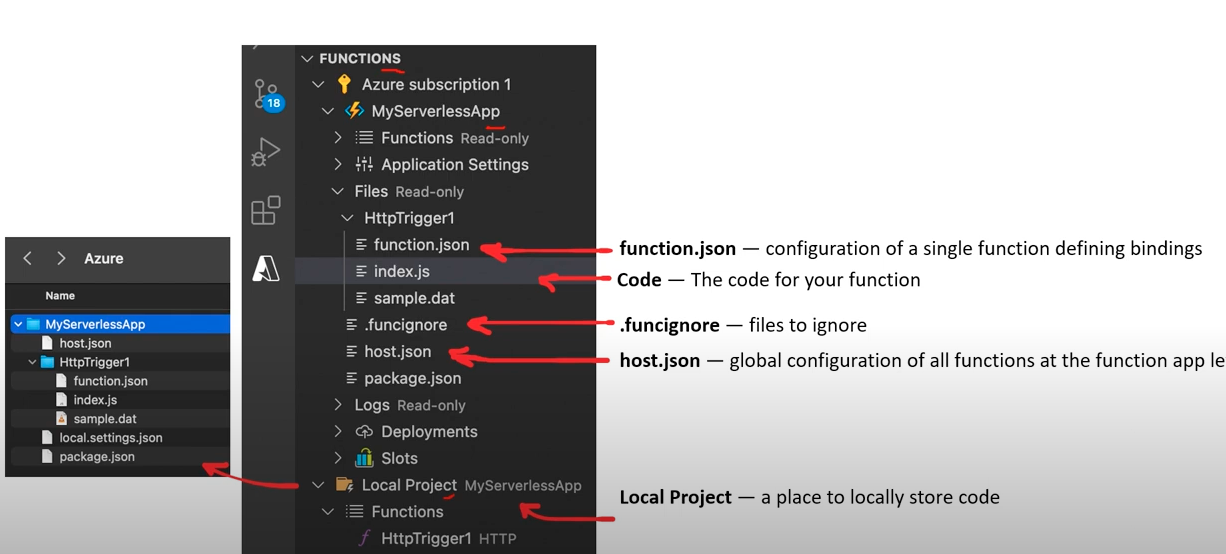 Azure
Name
MyServerlessApp
host.json
HttpTrigger1
function.json
index.js
sample.dat
local.settings.json
package.json
FUNCTIONS
Azure subscription 1
MyServerlessApp
Functions Read-only
Application Settings
Files Read-only
HttpTrigger1
function.json
index.js
sample.dat
.funcignore
host.json
package.json
Logs Read-only
Deployments
Slots
Local Project MyServerlessApp
Functions
HttpTrigger1 HTTP
18
function.json — configuration of a single function defining bindings
Code — The code for your function
.funcignore — files to ignore
host.json — global configuration of all functions at the function app le
Local Project — a place to locally store code